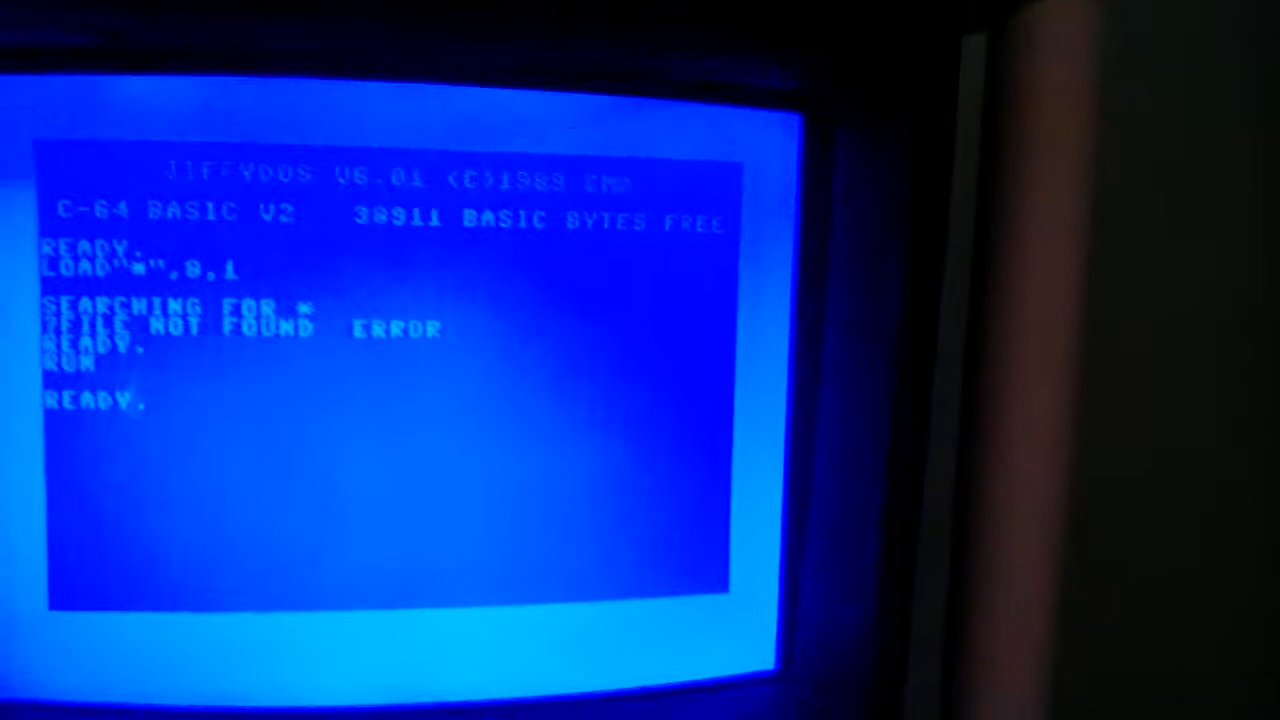 JIFFYDOS V6.01 (C)1989 CMD
C-64 BASIC V2 38911 BASIC BYTES FREE
READY.
LOAD"*",8,1
SEARCHING FOR *
?FILE NOT FOUND ERROR
READY.
RUN
READY.